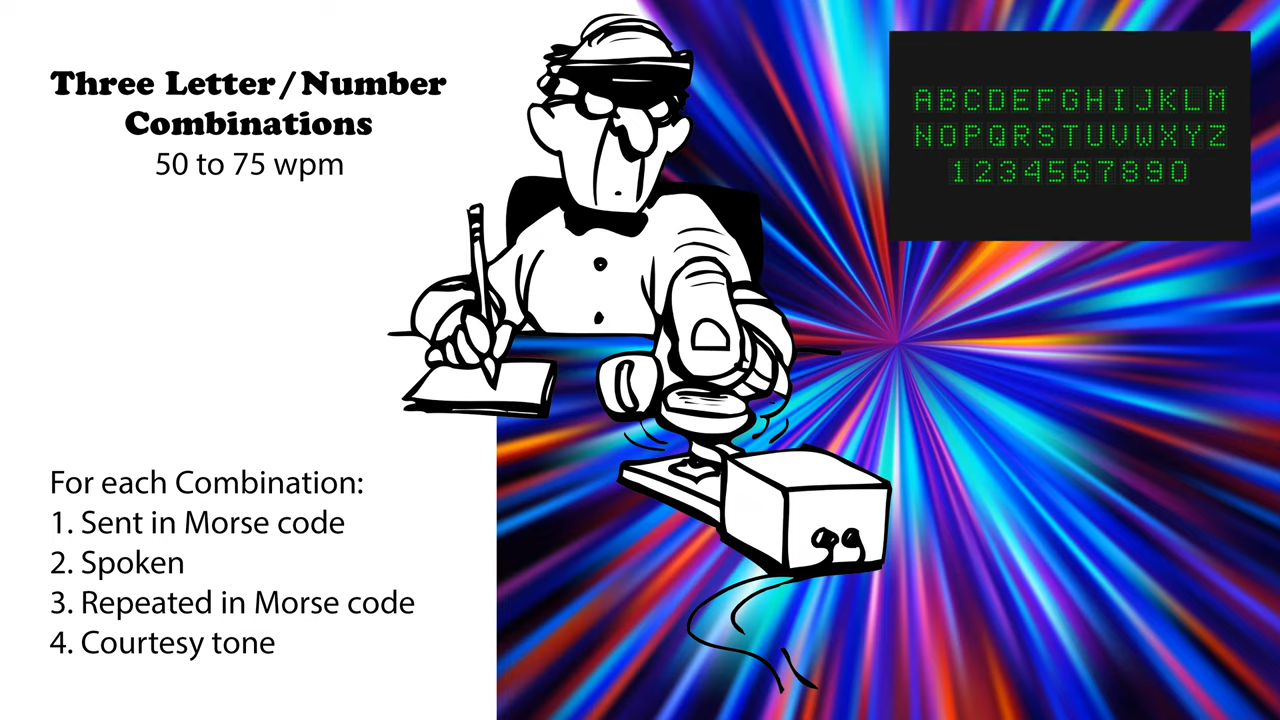 Three Letter/Number
Combinations
50 to 75 wpm
ABCDEFGHIJKLM
NOPQRSTUVWXYZ
1234567890
For each Combination:
1. Sent in Morse code
2. Spoken
3. Repeated in Morse code
4. Courtesy tone